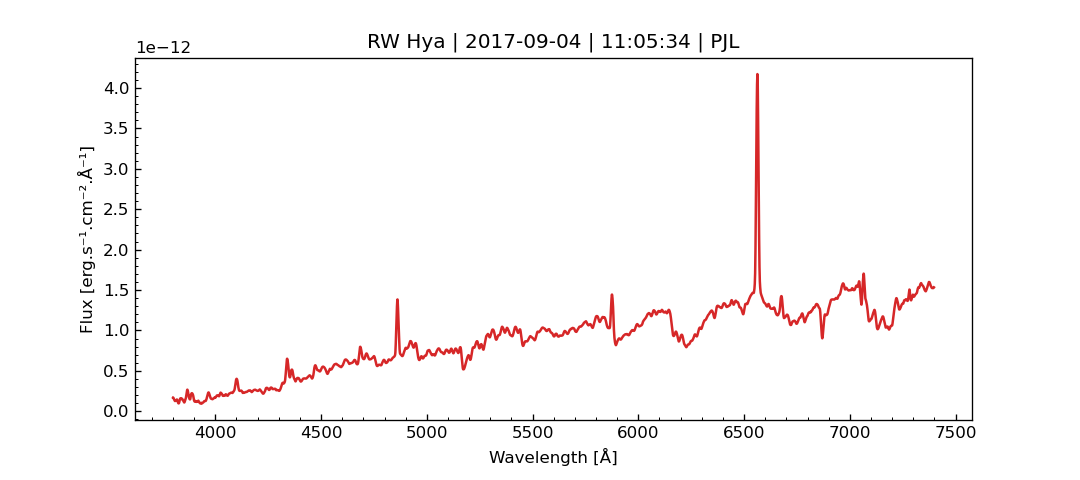 RW Hya | 2017-09-04 | 11:05:34 | PJL
1e−12
4.0
3.5
3.0
2.5
2.0
1.5
1.0
0.5
0.0
Flux [erg.s⁻¹.cm⁻².Å⁻¹]
4000 4500 5000 5500 6000 6500 7000 7500
Wavelength [Å]